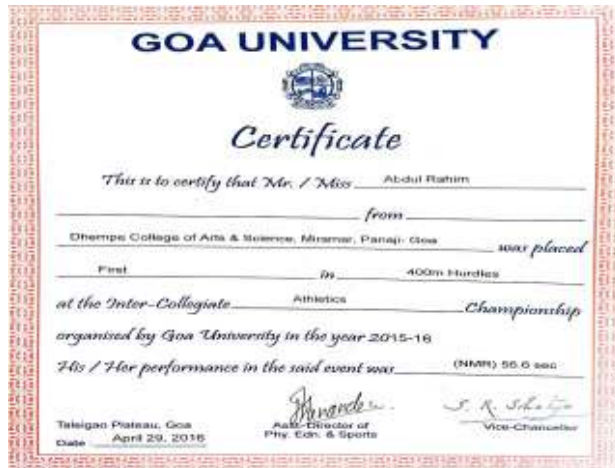 GOA UNIVERSITY
Certificate
This is to certify that Mr. / Miss Abdul Rahim
from
Dhempe College of Arts & Science, Miramar, Panaji- Goa was placed
First in 400m Hurdles
at the Inter-Collegiate Athletics Championship
organised by Goa University in the year 2015-16
His / Her performance in the said event was (NMR) 56.6 sec
Taleigao Plateau, Goa
Date April 29, 2016
Asst. Director of
Phy. Edn. & Sports
Vice-Chancellor